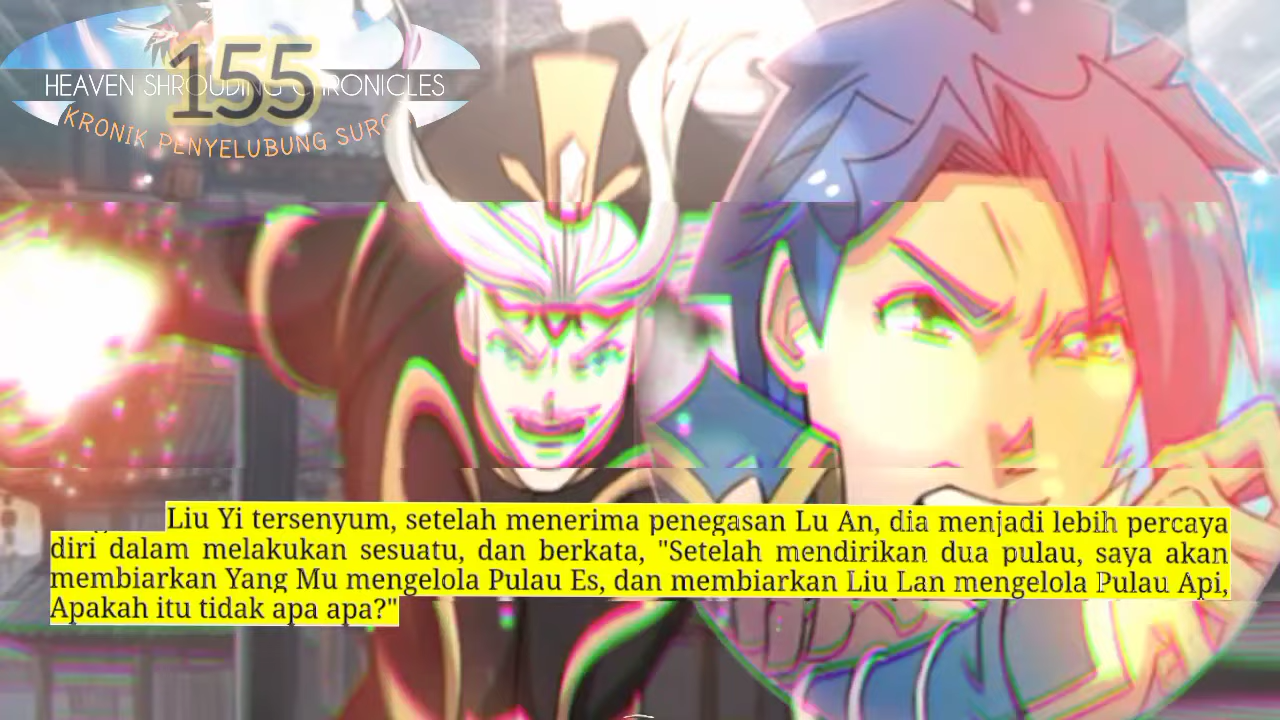 155
HEAVEN SHROUDING CHRONICLES
KRONIK PENYELUBUNG
Liu Yi tersenyum, setelah menerima penegasan Lu An, dia menjadi lebih percaya
diri dalam melakukan sesuatu, dan berkata, "Setelah mendirikan dua pulau, saya akan
membiarkan Yang Mu mengelola Pulau Es, dan membiarkan Liu Lan mengelola Pulau Api,
Apakah itu tidak apa apa?"